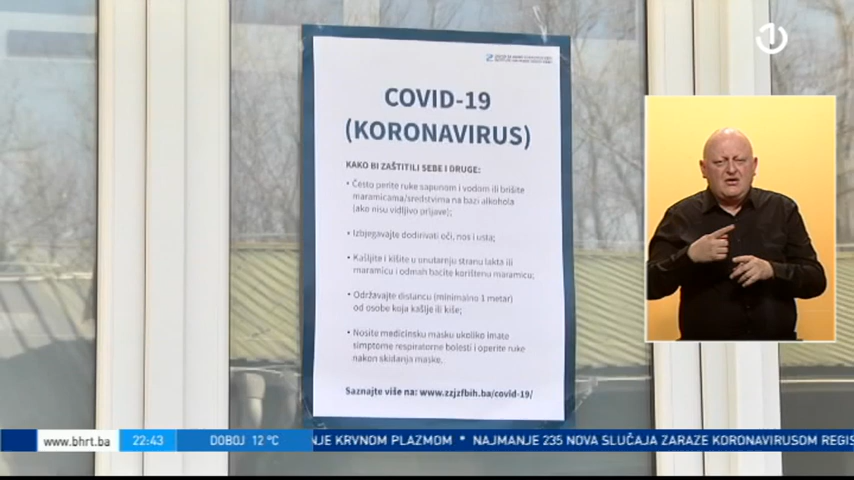 1
COVID-19
(KORONAVIRUS)
KAKO BI ZAŠTITILI SEBE I DRUGE:
• Često perite ruke sapunom i vodom ili brišite
maramicama/sredstvima na bazi alkohola
(ako nisu vidljivo prijave);
• Izbjegavajte dodirivati oči, nos i usta;
• Kašljite i kišite u unutarnju stranu lakta ili
maramicu i odmah bacite korištenu maramicu;
• Održavajte distancu (minimalno 1 metar)
od osobe koja kašlje ili kiše;
• Nosite medicinsku masku ukoliko imate
simptome respiratorne bolesti i operite ruke
nakon skidanja maske.
Saznajte više na: www.zzjzfbih.ba/covid-19/
www.bhrt.ba 22:43 DOBOJ 12 °C NJE KRVNOM PLAZMOM * NAJMANJE 235 NOVA SLUČAJA ZARAZE KORONAVIRUSOM REGIS